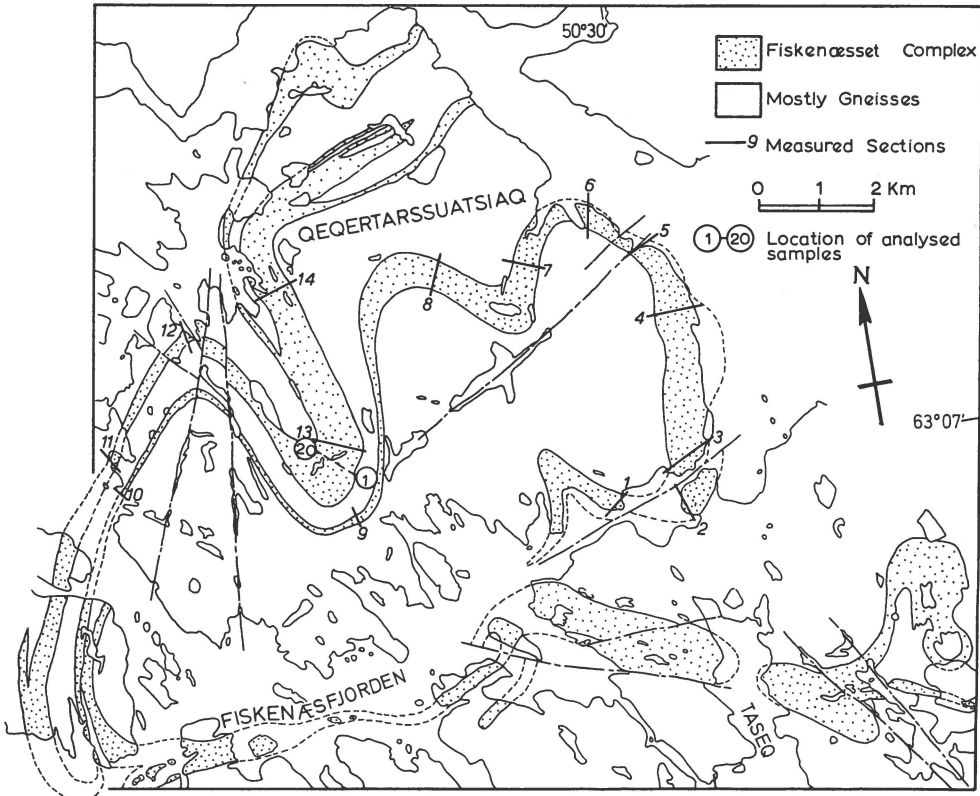 50°30'
Fiskenæsset Complex
Mostly Gneisses
9 Measured Sections
0 1 2 Km
1 20 Location of analysed
samples
N
63°07'
QEQERTARSSUATSIAQ
6
5
7
8
14
4
12
13
20
1
3
11
10
9
1
2
FISKENÆSFJORDEN
TASEQ